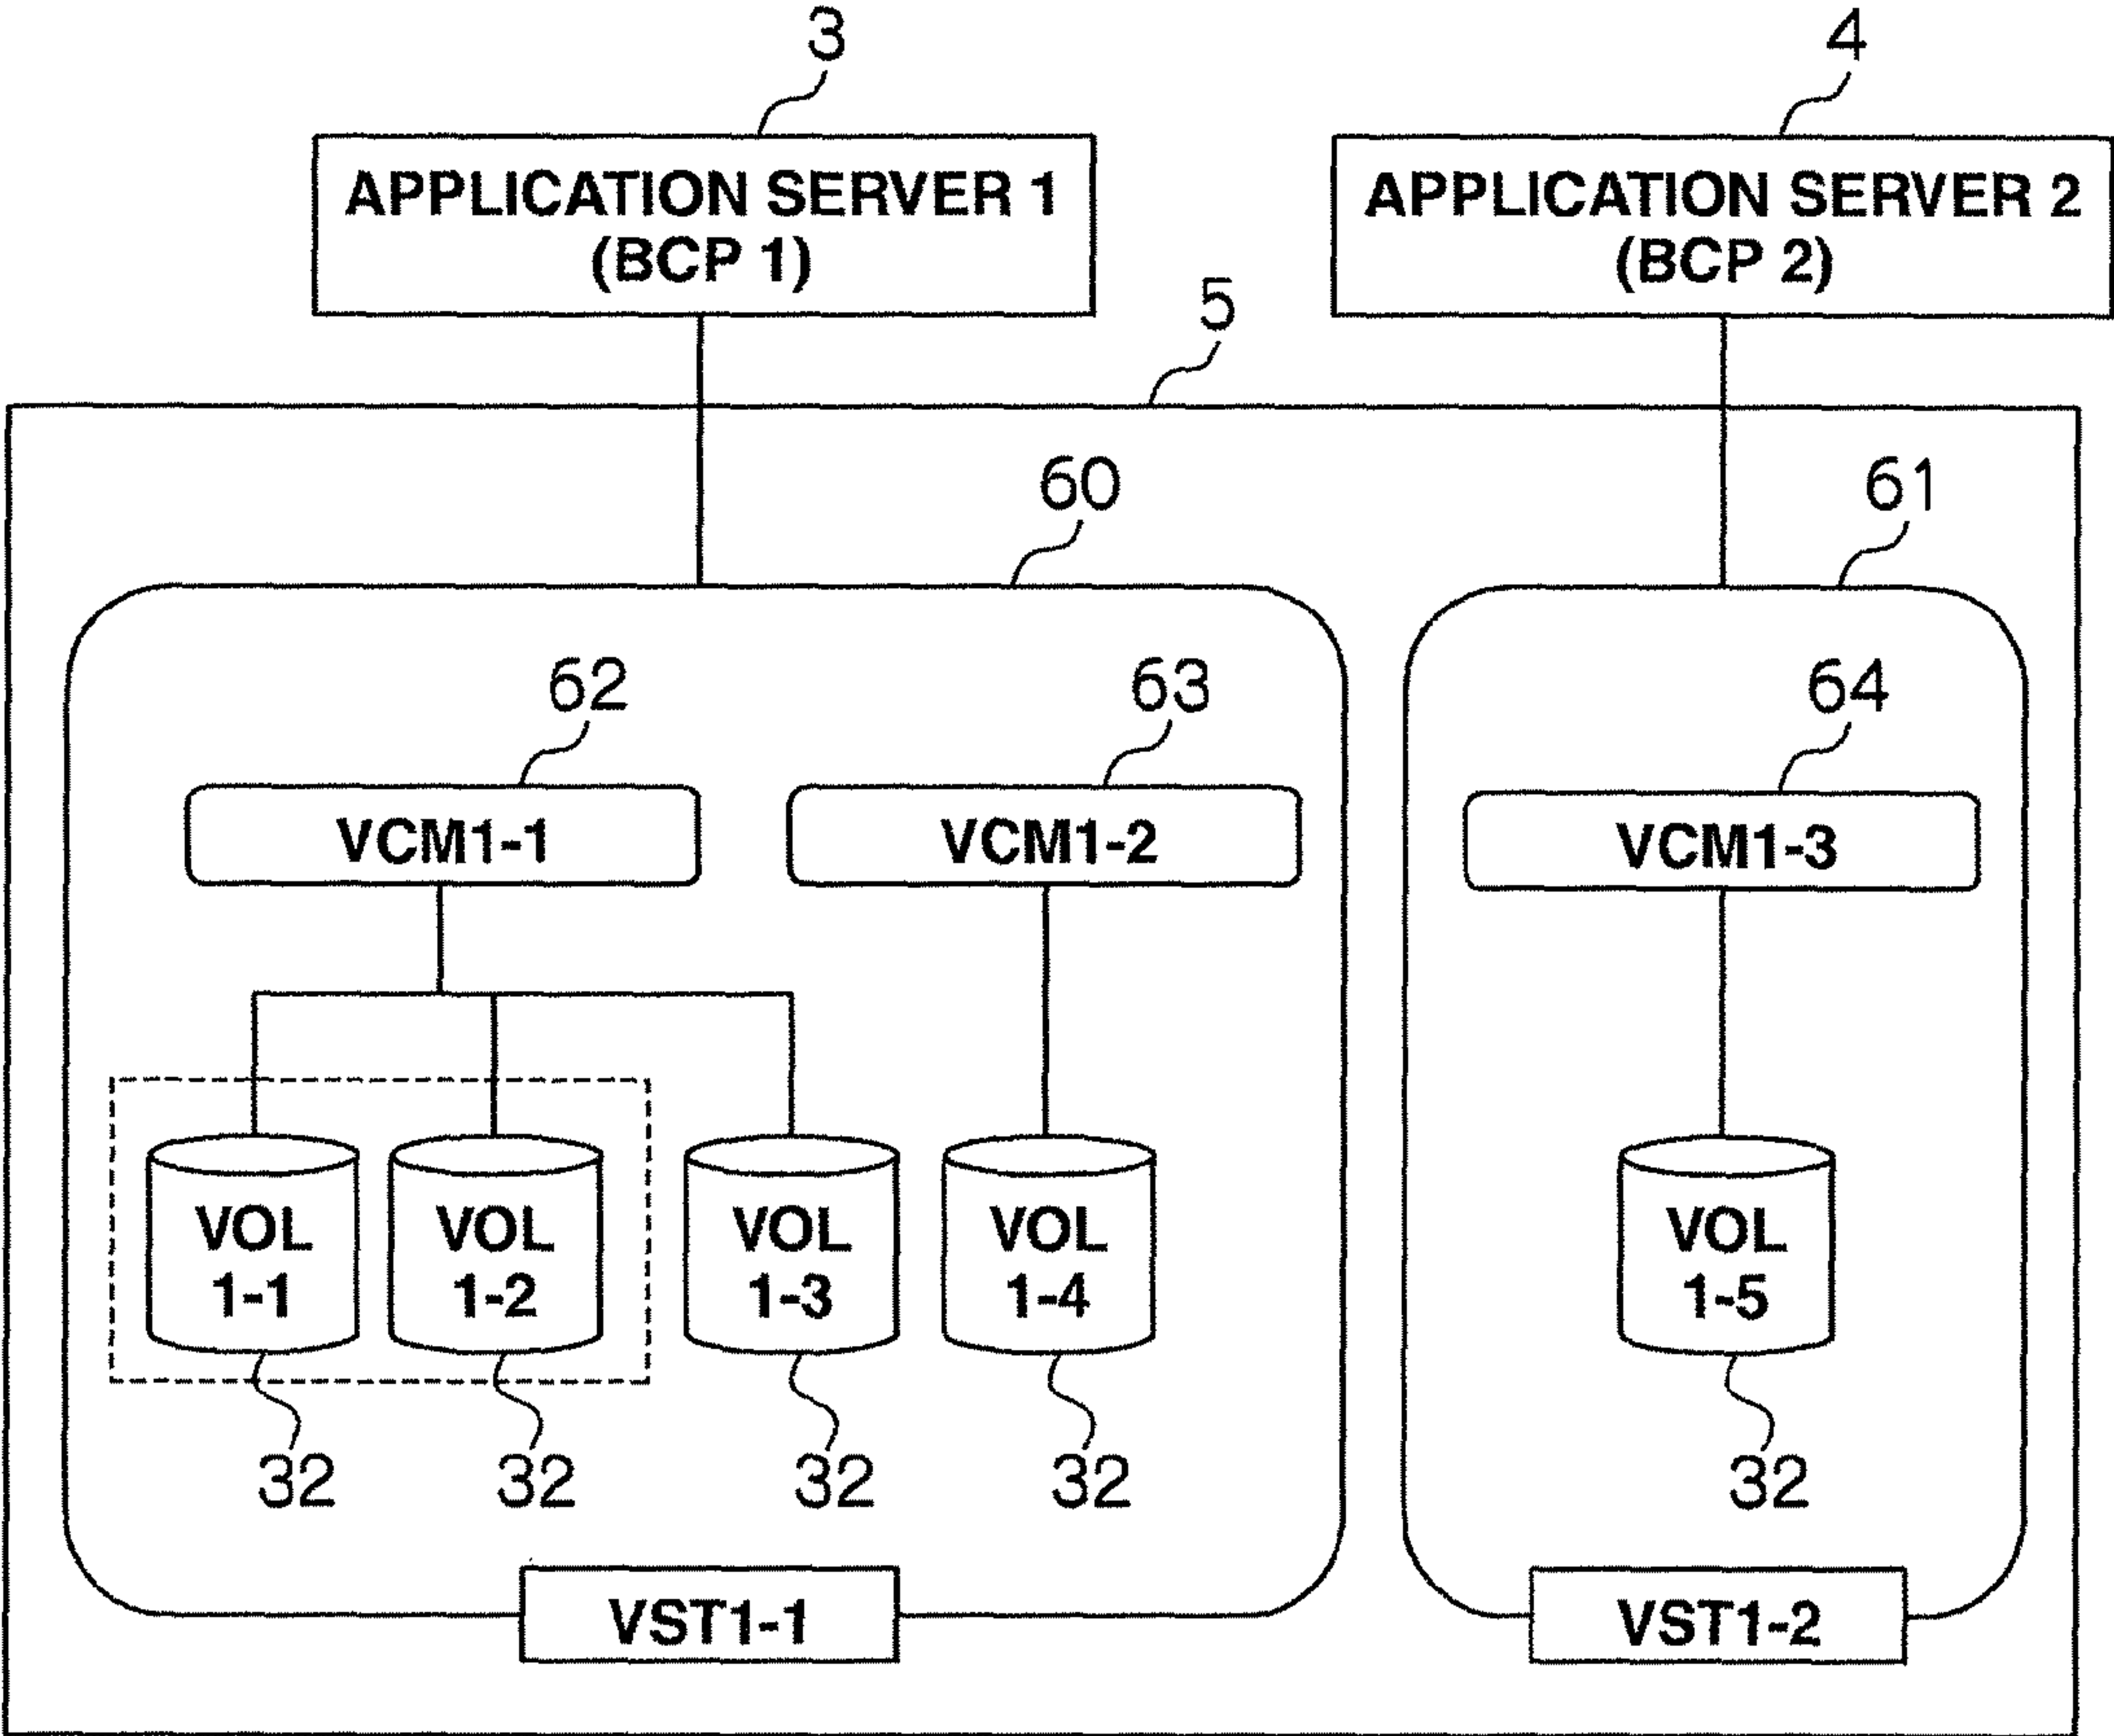 3
4
APPLICATION SERVER 1
(BCP 1)
APPLICATION SERVER 2
(BCP 2)
5
60
61
62
63
64
VCM1-1
VCM1-2
VCM1-3
VOL
1-1
VOL
1-2
VOL
1-3
VOL
1-4
VOL
1-5
32
32
32
32
32
VST1-1
VST1-2